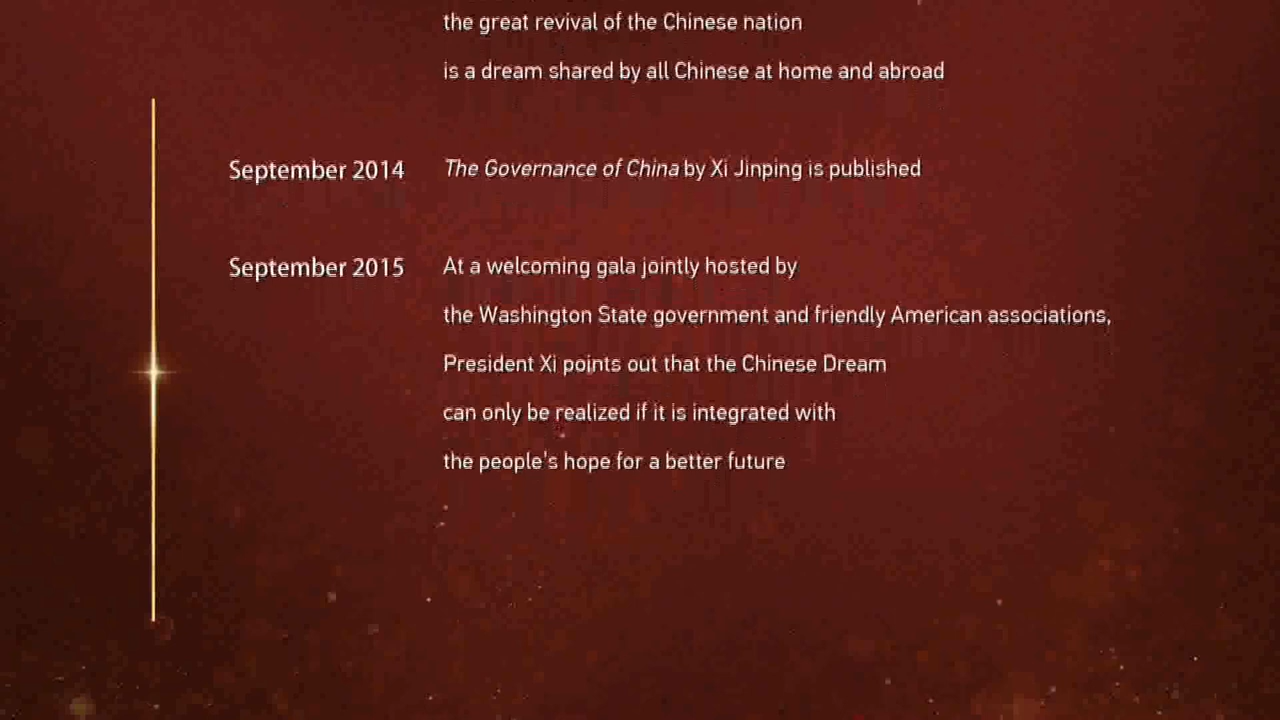 the great revival of the Chinese nation
is a dream shared by all Chinese at home and abroad
September 2014 The Governance of China by Xi Jinping is published
September 2015 At a welcoming gala jointly hosted by
the Washington State government and friendly American associations,
President Xi points out that the Chinese Dream
can only be realized if it is integrated with
the people's hope for a better future